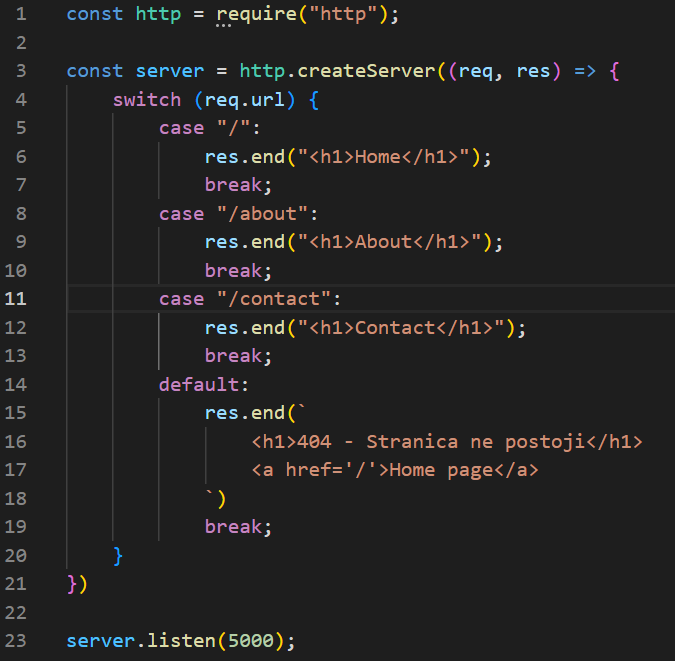 1 const http = require("http");
2
3 const server = http.createServer((req, res) => {
4     switch (req.url) {
5         case "/":
6             res.end("<h1>Home</h1>");
7             break;
8         case "/about":
9             res.end("<h1>About</h1>");
10             break;
11         case "/contact":
12             res.end("<h1>Contact</h1>");
13             break;
14         default:
15             res.end(`
16                 <h1>404 - Stranica ne postoji</h1>
17                 <a href='/'>Home page</a>
18             `)
19             break;
20     }
21 })
22
23 server.listen(5000);